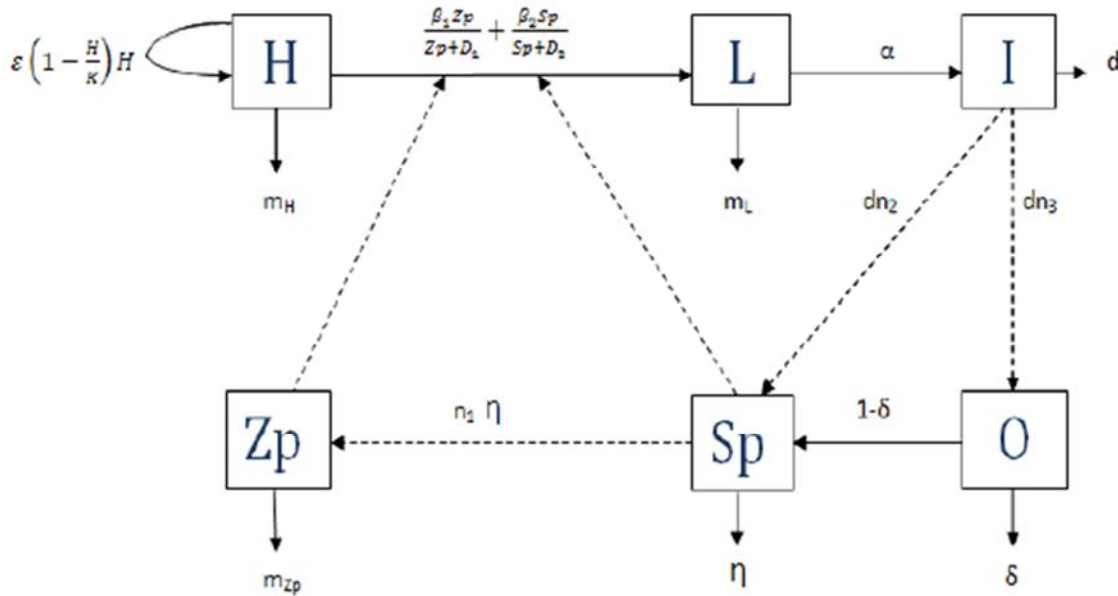 ε(1 − H/K)H
H
β₁Zp/(Zp+D₁) + β₂Sp/(Sp+D₂)
L
α
I
d
m_H
m_L
dn₂
dn₃
Zp
n₁ η
Sp
1-δ
O
m_Zp
η
δ